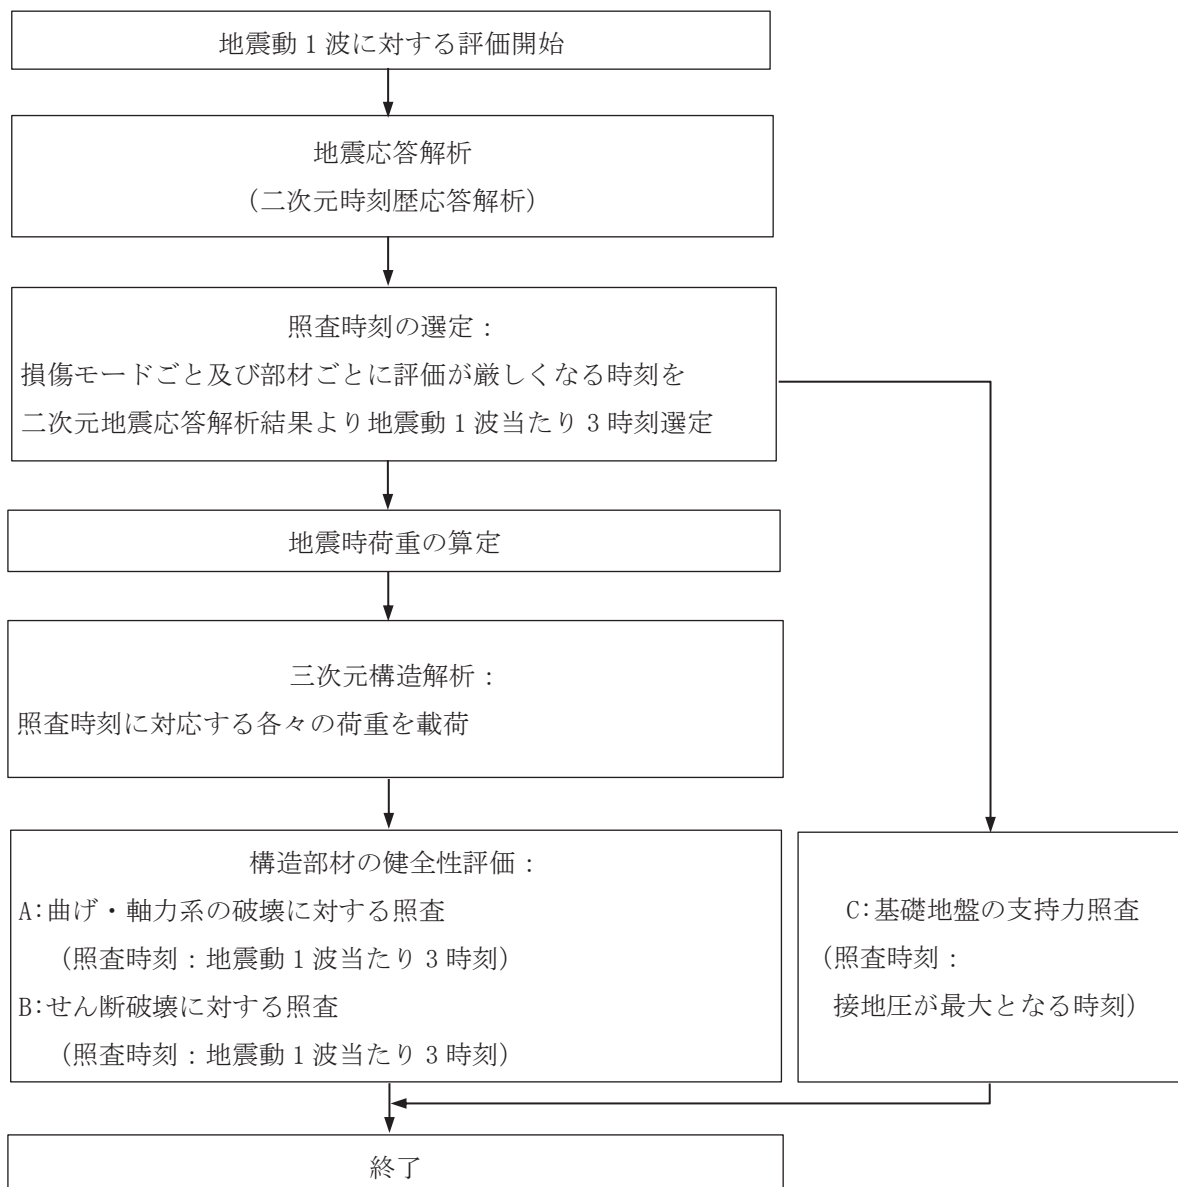 地震動1波に対する評価開始
地震応答解析
(二次元時刻歴応答解析)
照査時刻の選定:
損傷モードごと及び部材ごとに評価が厳しくなる時刻を
二次元地震応答解析結果より地震動1波当たり3時刻選定
地震時荷重の算定
三次元構造解析:
照査時刻に対応する各々の荷重を載荷
構造部材の健全性評価:
A:曲げ・軸力系の破壊に対する照査
(照査時刻:地震動1波当たり3時刻)
B:せん断破壊に対する照査
(照査時刻:地震動1波当たり3時刻)
C:基礎地盤の支持力照査
(照査時刻:
接地圧が最大となる時刻)
終了